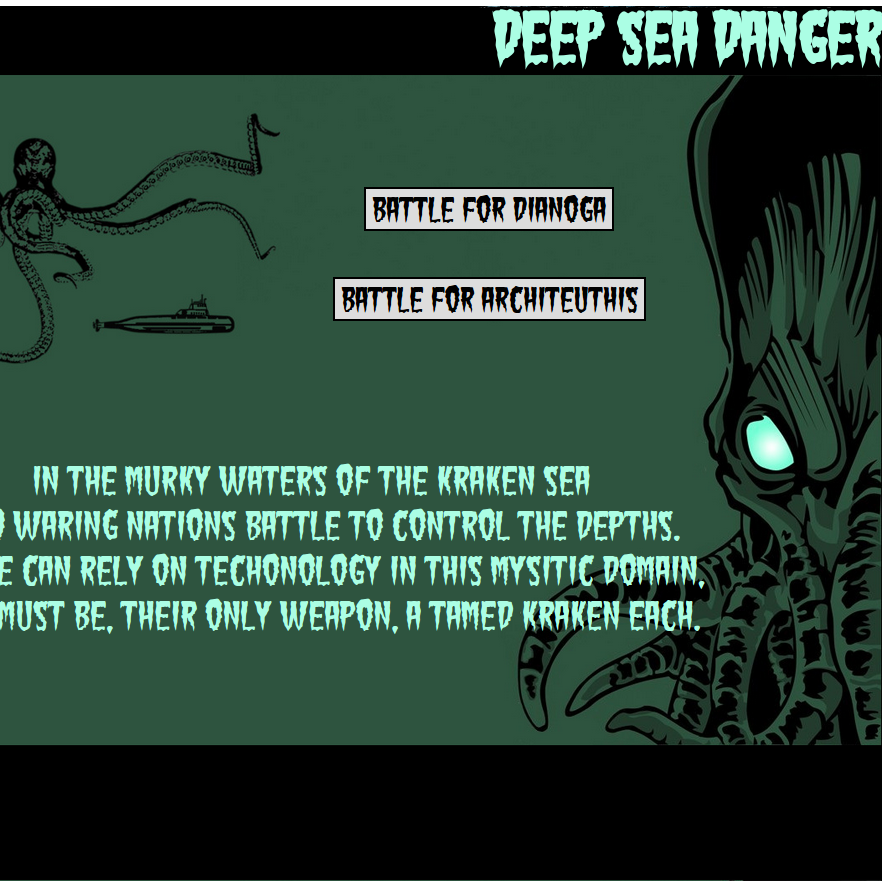 DEEP SEA DANGER
BATTLE FOR DIANOGA
BATTLE FOR ARCHITEUTHIS
IN THE MURKY WATERS OF THE KRAKEN SEA
WARING NATIONS BATTLE TO CONTROL THE DEPTHS.
CAN RELY ON TECHONOLOGY IN THIS MYSITIC DOMAIN,
MUST BE, THEIR ONLY WEAPON, A TAMED KRAKEN EACH.